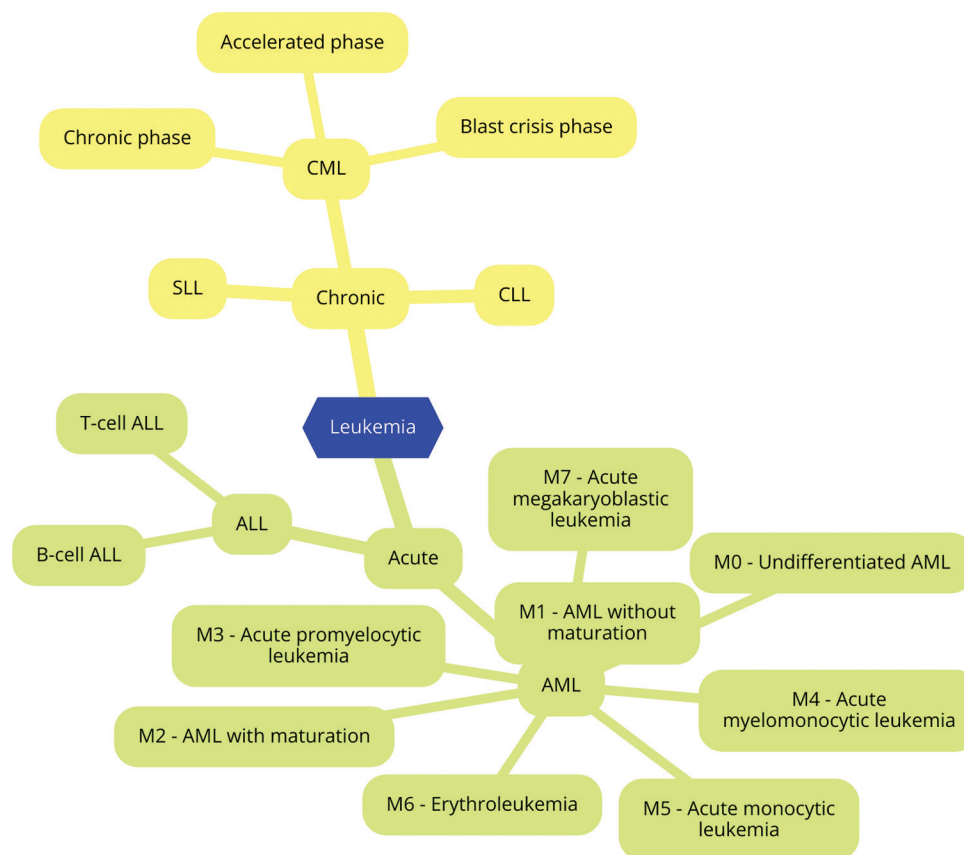 Accelerated phase
Chronic phase
Blast crisis phase
CML
SLL
Chronic
CLL
Leukemia
T-cell ALL
ALL
B-cell ALL
Acute
M7 - Acute
megakaryoblastic
leukemia
M0 - Undifferentiated AML
M1 - AML without
maturation
M3 - Acute promyelocytic
leukemia
AML
M4 - Acute
myelomonocytic leukemia
M2 - AML with maturation
M6 - Erythroleukemia
M5 - Acute monocytic
leukemia